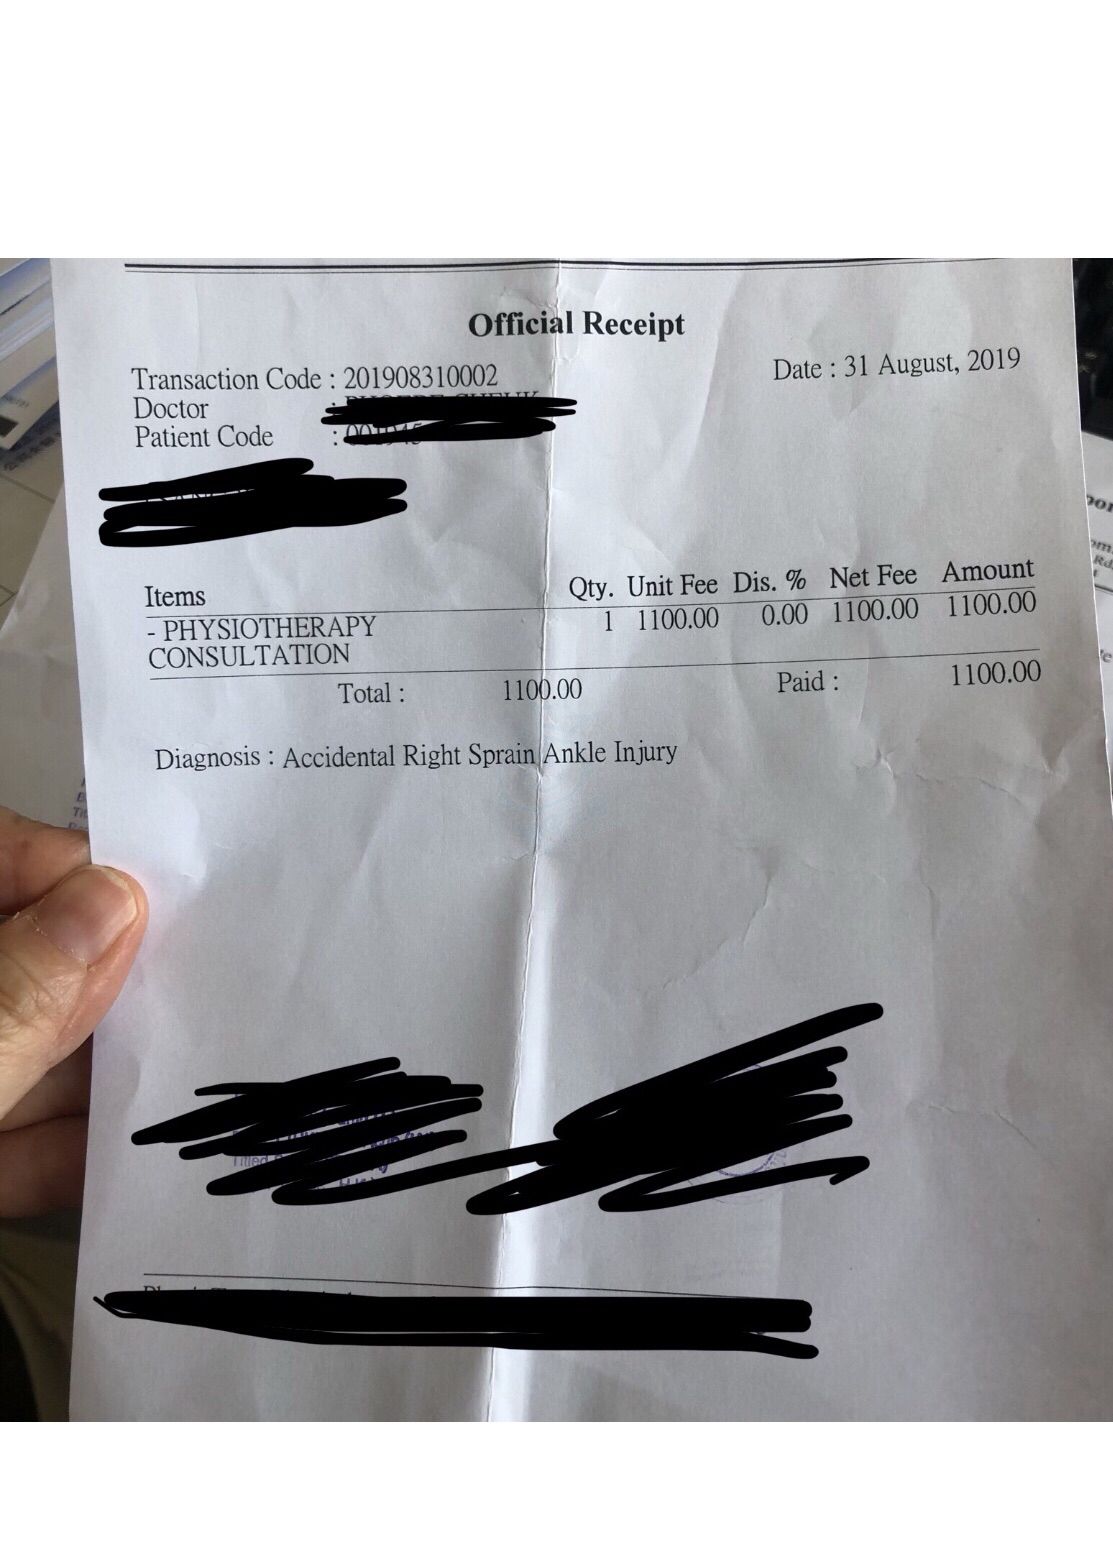 Official Receipt
Transaction Code : 201908310002
Date : 31 August, 2019
Doctor :
Patient Code :
Items Qty. Unit Fee Dis. % Net Fee Amount
- PHYSIOTHERAPY 1 1100.00 0.00 1100.00 1100.00
CONSULTATION
Total : 1100.00 Paid : 1100.00
Diagnosis : Accidental Right Sprain Ankle Injury